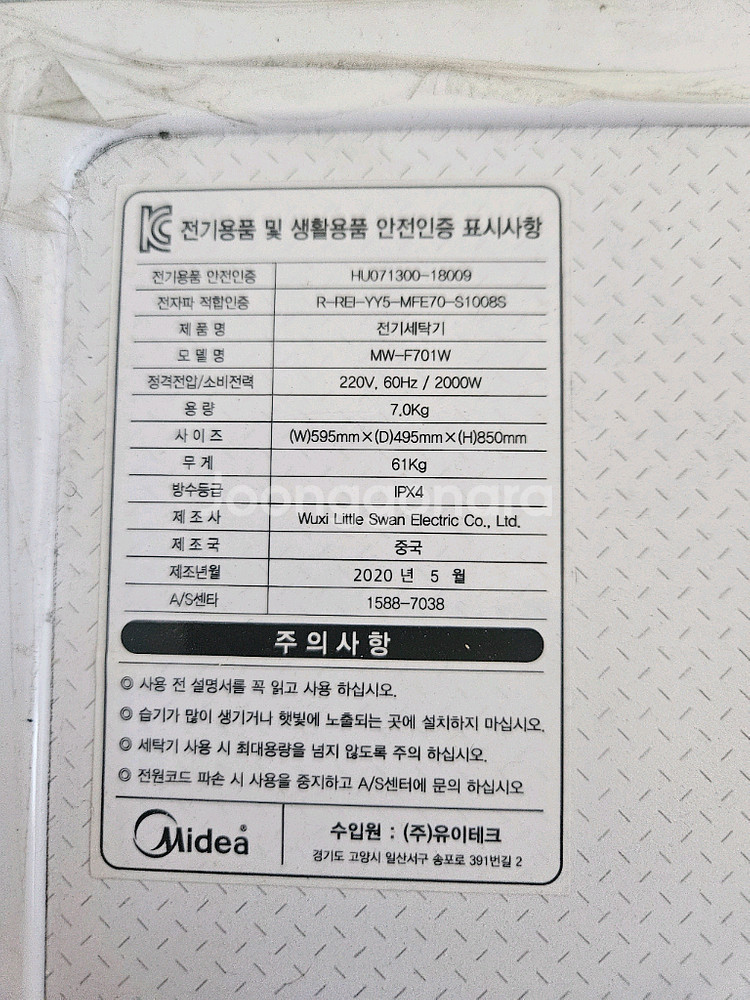 전기용품 및 생활용품 안전인증 표시사항
전기용품 안전인증 HU071300-18009
전자파 적합인증 R-REI-YY5-MFE70-S1008S
제 품 명 전기세탁기
모 델 명 MW-F701W
정격전압/소비전력 220V, 60Hz / 2000W
용 량 7.0Kg
사 이 즈 (W)595mm×(D)495mm×(H)850mm
무 게 61Kg
방수등급 IPX4
joonggonara
제 조 사 Wuxi Little Swan Electric Co., Ltd.
제 조 국 중국
제조년월 2020 년 5 월
A/S센타 1588-7038
주 의 사 항
◎ 사용 전 설명서를 꼭 읽고 사용 하십시오.
◎ 습기가 많이 생기거나 햇빛에 노출되는 곳에 설치하지 마십시오.
◎ 세탁기 사용 시 최대용량을 넘지 않도록 주의 하십시오.
◎ 전원코드 파손 시 사용을 중지하고 A/S센터에 문의 하십시오
Midea®
수입원 : (주)유이테크
경기도 고양시 일산서구 송포로 391번길 2